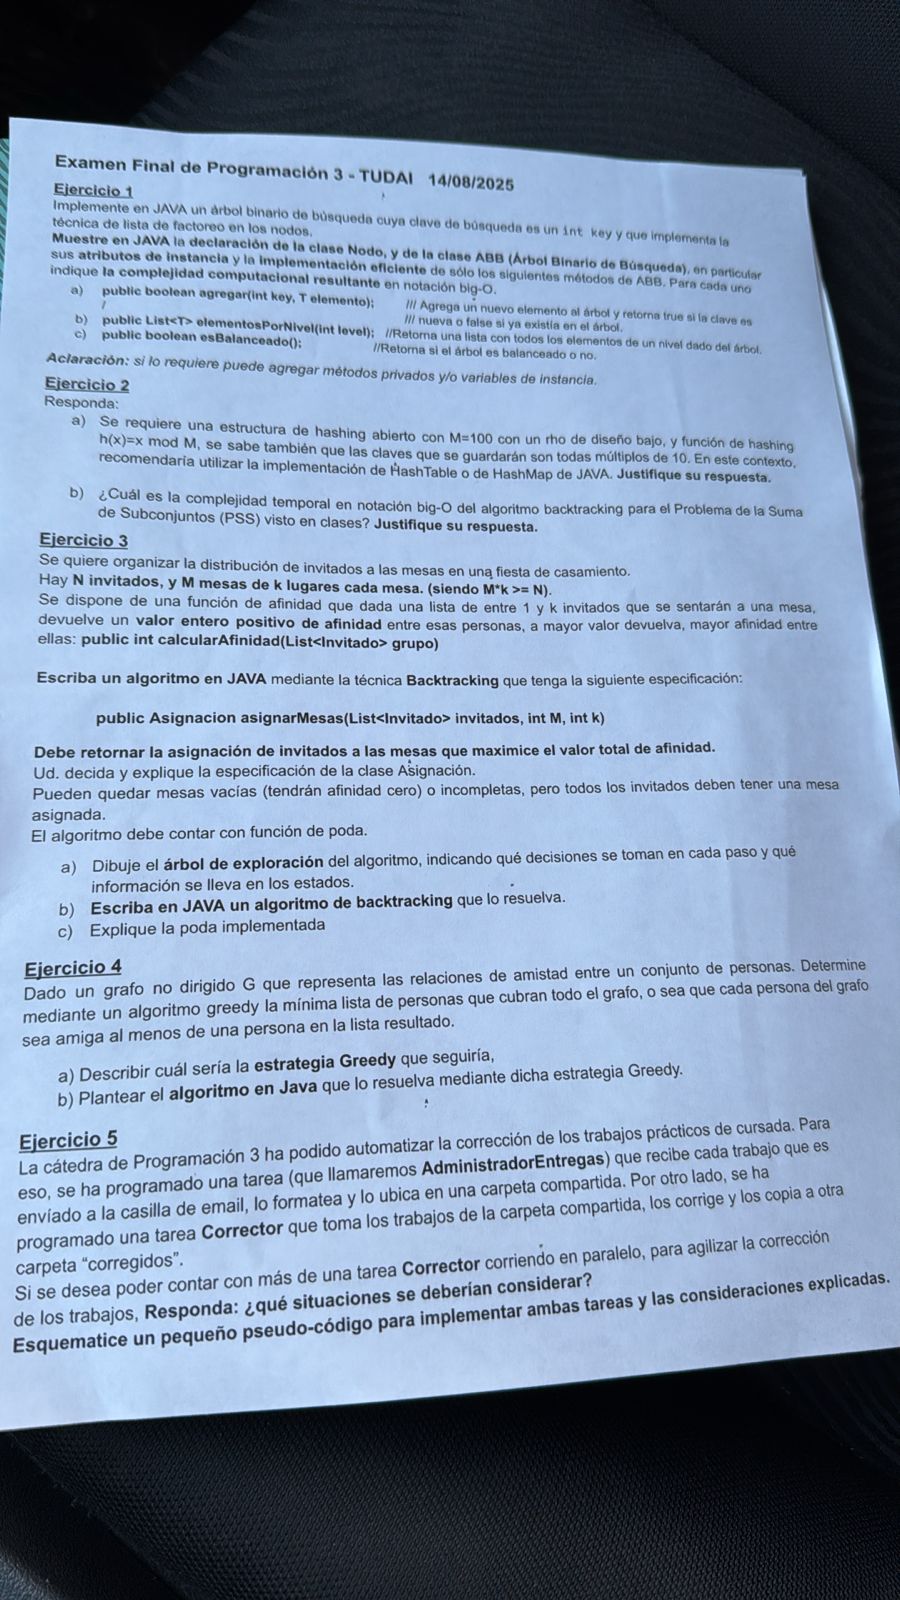 Examen Final de Programación 3 - TUDAI 14/08/2025
Ejercicio 1
Implemente en JAVA un árbol binario de búsqueda cuya clave de búsqueda es un int key y que implementa la
técnica de lista de factoreo en los nodos.
Muestre en JAVA la declaración de la clase Nodo, y de la clase ABB (Árbol Binario de Búsqueda), en particular
sus atributos de instancia y la implementación eficiente de sólo los siguientes métodos de ABB. Para cada uno
indique la complejidad computacional resultante en notación big-O.
a) public boolean agregar(int key, T elemento); /// Agrega un nuevo elemento al árbol y retorna true si la clave es
/// nueva o false si ya existía en el árbol.
b) public List<T> elementosPorNivel(int level); //Retorna una lista con todos los elementos de un nivel dado del árbol.
c) public boolean esBalanceado(); //Retorna si el árbol es balanceado o no.
Aclaración: si lo requiere puede agregar métodos privados y/o variables de instancia.
Ejercicio 2
Responda:
a) Se requiere una estructura de hashing abierto con M=100 con un rho de diseño bajo, y función de hashing
h(x)=x mod M, se sabe también que las claves que se guardarán son todas múltiplos de 10. En este contexto,
recomendaría utilizar la implementación de HashTable o de HashMap de JAVA. Justifique su respuesta.
b) ¿Cuál es la complejidad temporal en notación big-O del algoritmo backtracking para el Problema de la Suma
de Subconjuntos (PSS) visto en clases? Justifique su respuesta.
Ejercicio 3
Se quiere organizar la distribución de invitados a las mesas en una fiesta de casamiento.
Hay N invitados, y M mesas de k lugares cada mesa. (siendo M*k >= N).
Se dispone de una función de afinidad que dada una lista de entre 1 y k invitados que se sentarán a una mesa,
devuelve un valor entero positivo de afinidad entre esas personas, a mayor valor devuelva, mayor afinidad entre
ellas: public int calcularAfinidad(List<Invitado> grupo)
Escriba un algoritmo en JAVA mediante la técnica Backtracking que tenga la siguiente especificación:
public Asignacion asignarMesas(List<Invitado> invitados, int M, int k)
Debe retornar la asignación de invitados a las mesas que maximice el valor total de afinidad.
Ud. decida y explique la especificación de la clase Asignación.
Pueden quedar mesas vacías (tendrán afinidad cero) o incompletas, pero todos los invitados deben tener una mesa
asignada.
El algoritmo debe contar con función de poda.
a) Dibuje el árbol de exploración del algoritmo, indicando qué decisiones se toman en cada paso y qué
información se lleva en los estados.
b) Escriba en JAVA un algoritmo de backtracking que lo resuelva.
c) Explique la poda implementada
Ejercicio 4
Dado un grafo no dirigido G que representa las relaciones de amistad entre un conjunto de personas. Determine
mediante un algoritmo greedy la mínima lista de personas que cubran todo el grafo, o sea que cada persona del grafo
sea amiga al menos de una persona en la lista resultado.
a) Describir cuál sería la estrategia Greedy que seguiría,
b) Plantear el algoritmo en Java que lo resuelva mediante dicha estrategia Greedy.
Ejercicio 5
La cátedra de Programación 3 ha podido automatizar la corrección de los trabajos prácticos de cursada. Para
eso, se ha programado una tarea (que llamaremos AdministradorEntregas) que recibe cada trabajo que es
envíado a la casilla de email, lo formatea y lo ubica en una carpeta compartida. Por otro lado, se ha
programado una tarea Corrector que toma los trabajos de la carpeta compartida, los corrige y los copia a otra
carpeta "corregidos".
Si se desea poder contar con más de una tarea Corrector corriendo en paralelo, para agilizar la corrección
de los trabajos, Responda: ¿qué situaciones se deberían considerar?
Esquematice un pequeño pseudo-código para implementar ambas tareas y las consideraciones explicadas.